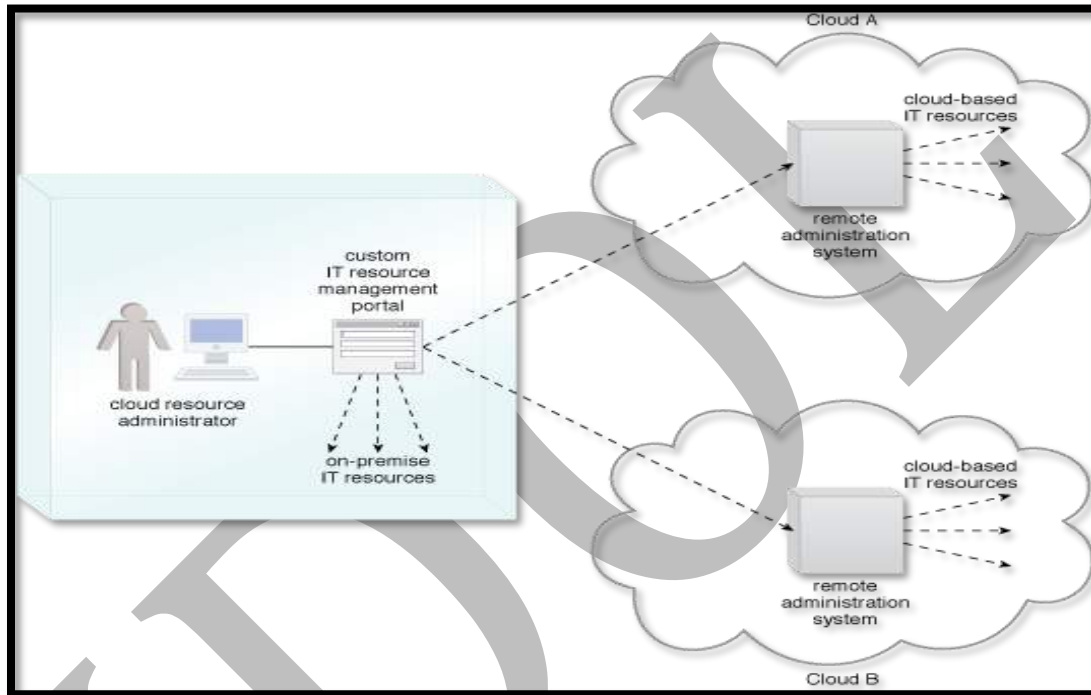 Cloud A
cloud-based
IT resources
remote
administration
system
custom
IT resource
management
portal
cloud resource
administrator
on-premise
IT resources
cloud-based
IT resources
remote
administration
system
Cloud B